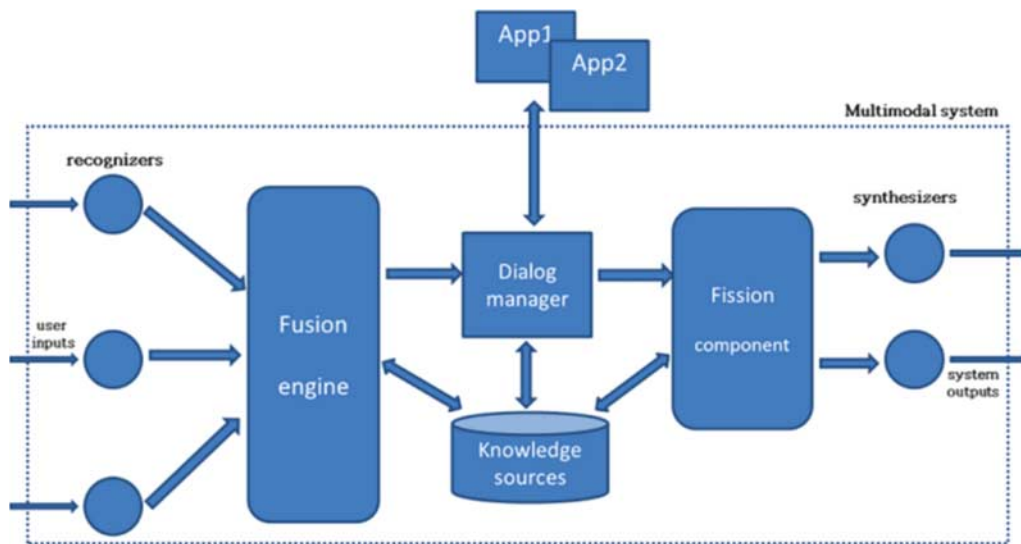 App1
App2
Multimodal system
recognizers
synthesizers
Dialog
manager
Fission
component
user
inputs
Fusion
engine
system
outputs
Knowledge
sources